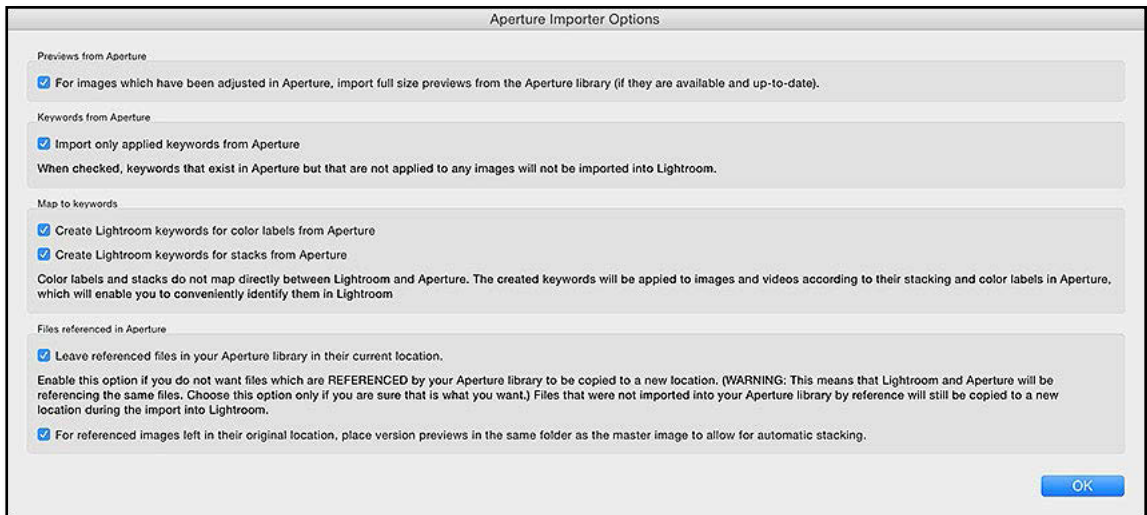 Aperture Importer Options
Previews from Aperture
For images which have been adjusted in Aperture, import full size previews from the Aperture library (if they are available and up-to-date).
Keywords from Aperture
Import only applied keywords from Aperture
When checked, keywords that exist in Aperture but that are not applied to any images will not be imported into Lightroom.
Map to keywords
Create Lightroom keywords for color labels from Aperture
Create Lightroom keywords for stacks from Aperture
Color labels and stacks do not map directly between Lightroom and Aperture. The created keywords will be appied to images and videos according to their stacking and color labels in Aperture,
which will enable you to conveniently identify them in Lightroom
Files referenced in Aperture
Leave referenced files in your Aperture library in their current location.
Enable this option if you do not want files which are REFERENCED by your Aperture library to be copied to a new location. (WARNING: This means that Lightroom and Aperture will be
referencing the same files. Choose this option only if you are sure that is what you want.) Files that were not imported into your Aperture library by reference will still be copied to a new
location during the import into Lightroom.
For referenced images left in their original location, place version previews in the same folder as the master image to allow for automatic stacking.
OK